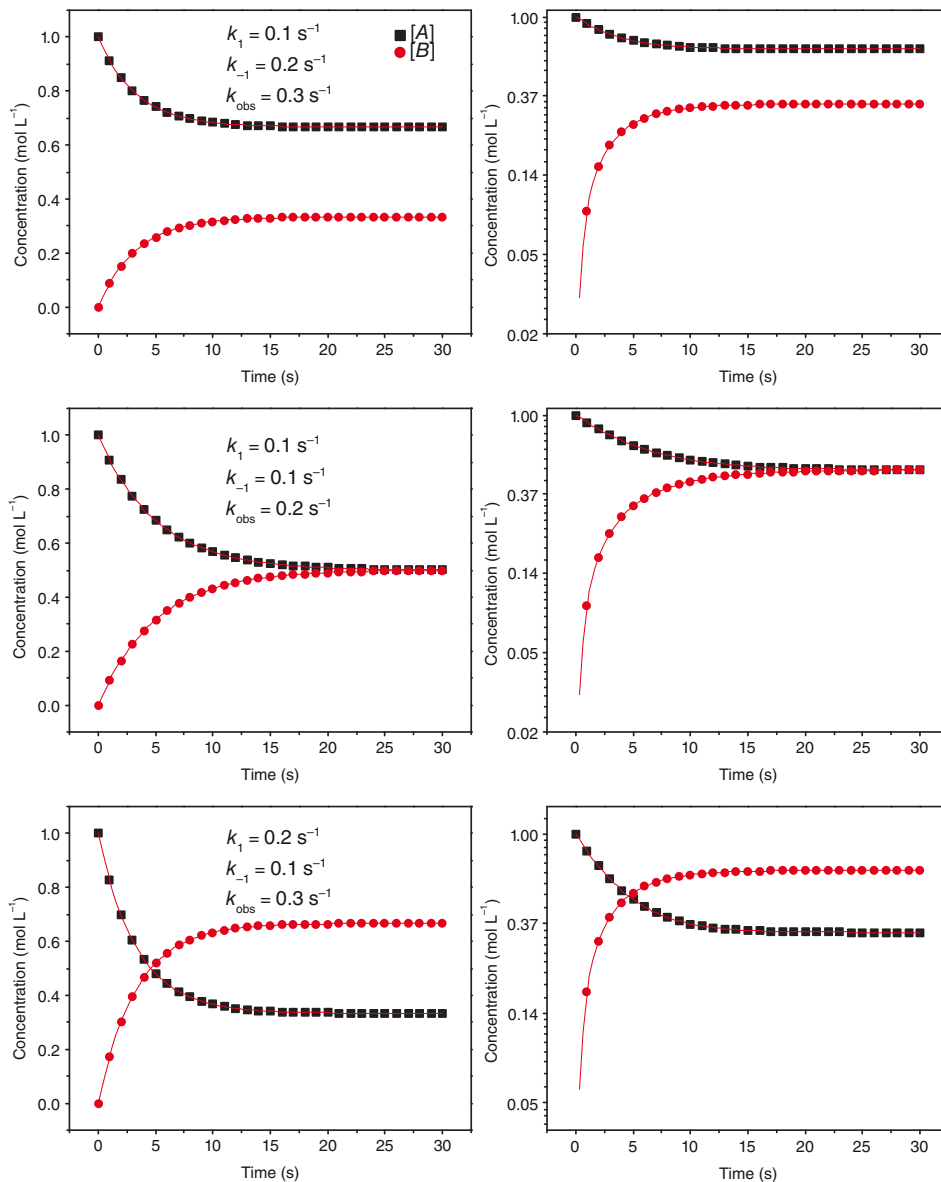 1.0
0.8
0.6
0.4
0.2
0.0
Concentration (mol L⁻¹)
k₁ = 0.1 s⁻¹
k₋₁ = 0.2 s⁻¹
k_obs = 0.3 s⁻¹
[A]
[B]
0 5 10 15 20 25 30
Time (s)
1.00
0.37
0.14
0.05
0.02
Concentration (mol L⁻¹)
0 5 10 15 20 25 30
Time (s)
1.0
0.8
0.6
0.4
0.2
0.0
Concentration (mol L⁻¹)
k₁ = 0.1 s⁻¹
k₋₁ = 0.1 s⁻¹
k_obs = 0.2 s⁻¹
0 5 10 15 20 25 30
Time (s)
1.00
0.37
0.14
0.05
0.02
Concentration (mol L⁻¹)
0 5 10 15 20 25 30
Time (s)
1.0
0.8
0.6
0.4
0.2
0.0
Concentration (mol L⁻¹)
k₁ = 0.2 s⁻¹
k₋₁ = 0.1 s⁻¹
k_obs = 0.3 s⁻¹
0 5 10 15 20 25 30
Time (s)
1.00
0.37
0.14
0.05
Concentration (mol L⁻¹)
0 5 10 15 20 25 30
Time (s)